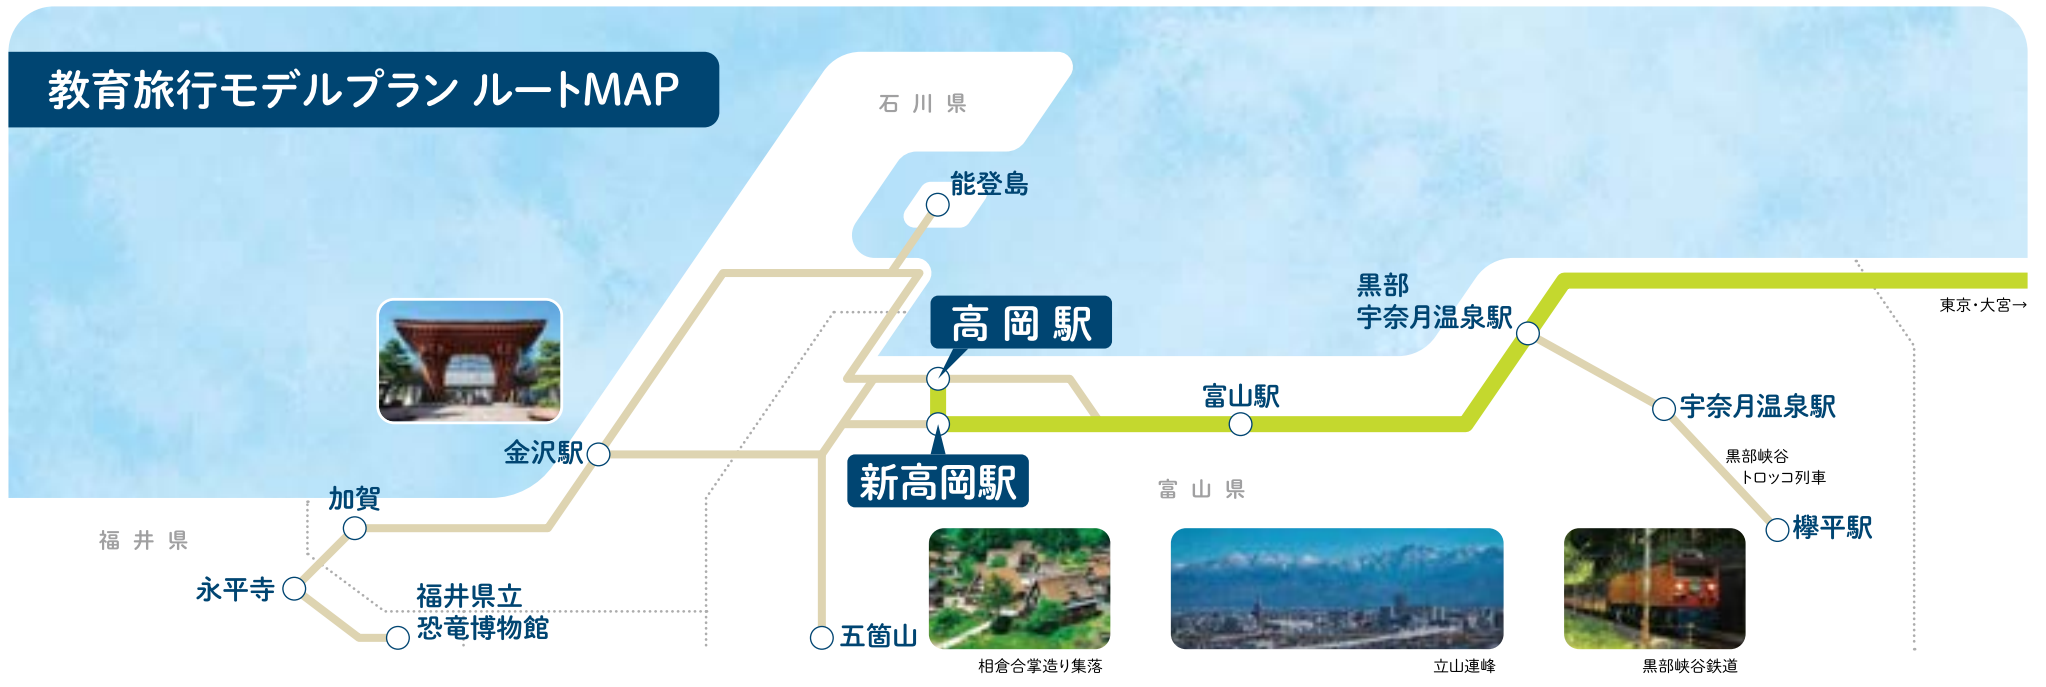 教育旅行モデルプラン ルートMAP
石川県
能登島
黒部
宇奈月温泉駅
東京・大宮→
高岡駅
富山駅
宇奈月温泉駅
金沢駅
新高岡駅
黒部峡谷
トロッコ列車
富山県
加賀
福井県
欅平駅
永平寺
福井県立
恐竜博物館
五箇山
相倉合掌造り集落
立山連峰
黒部峡谷鉄道